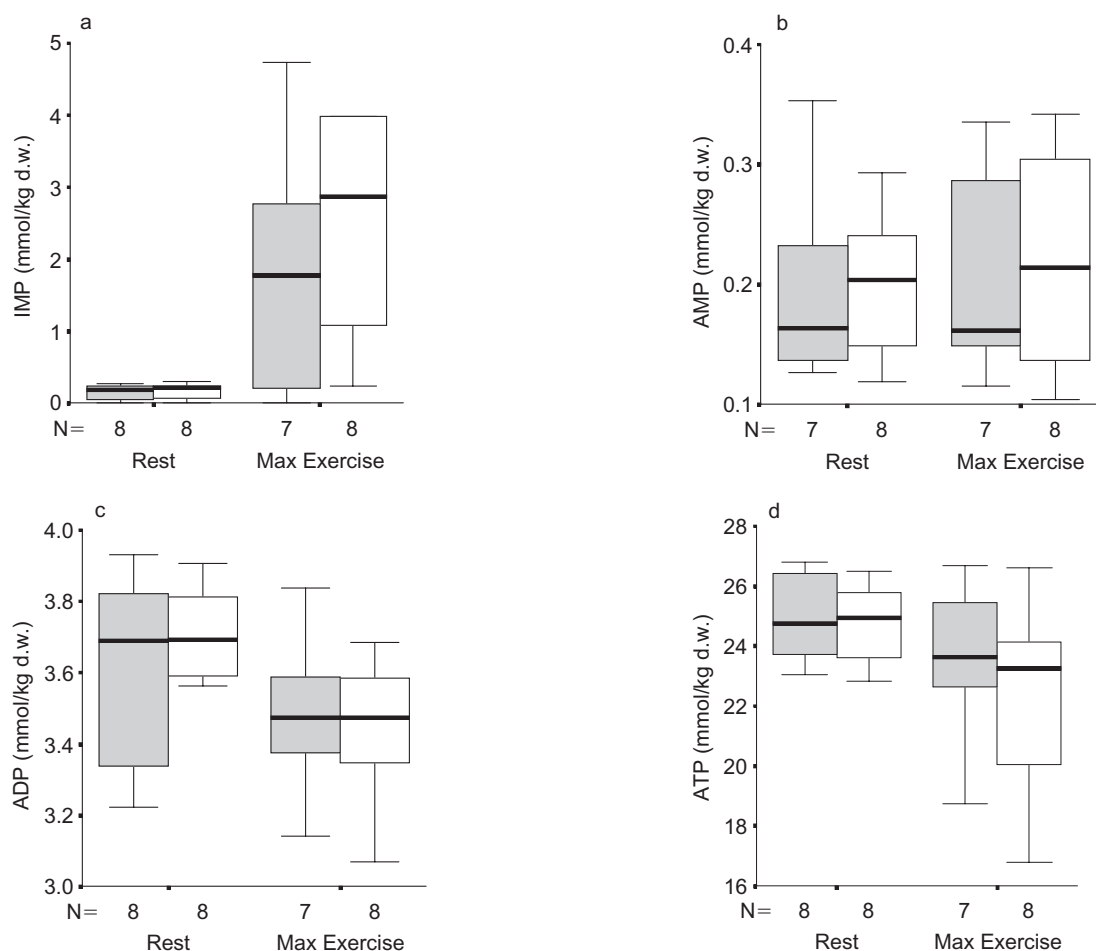 a
IMP (mmol/kg d.w.)
5
4
3
2
1
0
N= 8 8 7 8
Rest Max Exercise
b
AMP (mmol/kg d.w.)
0.4
0.3
0.2
0.1
N= 7 8 7 8
Rest Max Exercise
c
ADP (mmol/kg d.w.)
4.0
3.8
3.6
3.4
3.2
3.0
N= 8 8 7 8
Rest Max Exercise
d
ATP (mmol/kg d.w.)
28
26
24
22
20
18
16
N= 8 8 7 8
Rest Max Exercise